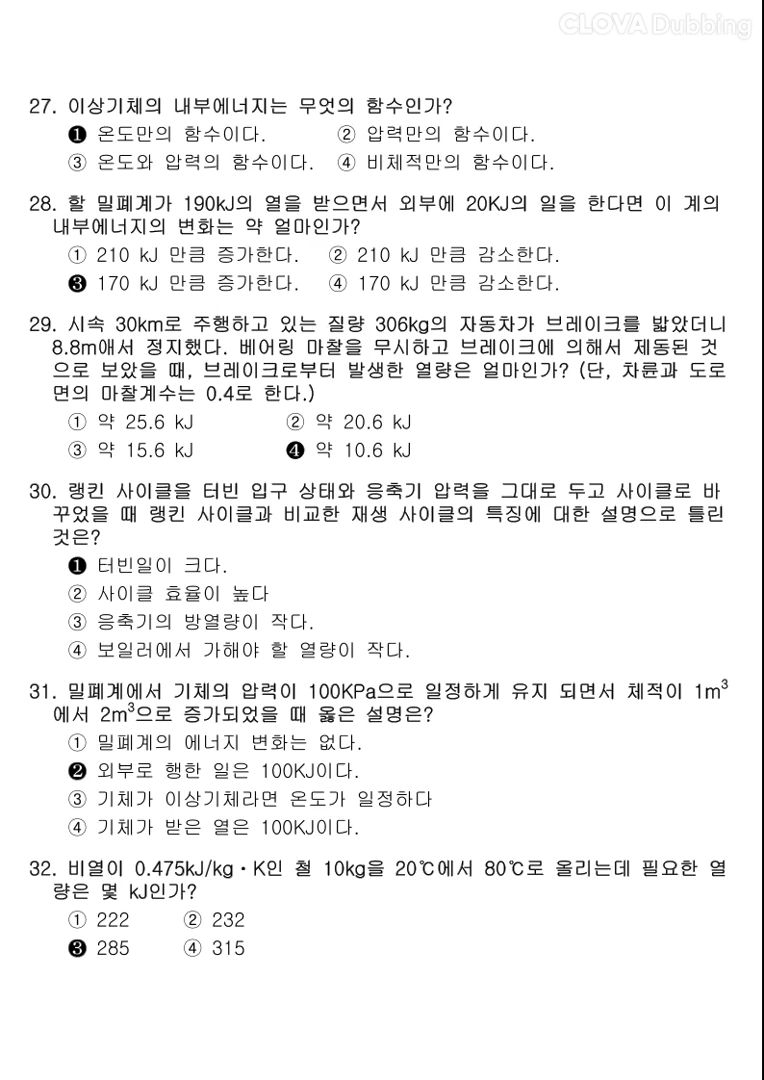 CLOVA Dubbing
27. 이상기체의 내부에너지는 무엇의 함수인가?
❶ 온도만의 함수이다. ② 압력만의 함수이다.
③ 온도와 압력의 함수이다. ④ 비체적만의 함수이다.
28. 할 밀폐계가 190kJ의 열을 받으면서 외부에 20KJ의 일을 한다면 이 계의
내부에너지의 변화는 약 얼마인가?
① 210 kJ 만큼 증가한다. ② 210 kJ 만큼 감소한다.
❸ 170 kJ 만큼 증가한다. ④ 170 kJ 만큼 감소한다.
29. 시속 30km로 주행하고 있는 질량 306kg의 자동차가 브레이크를 밟았더니
8.8m애서 정지했다. 베어링 마찰을 무시하고 브레이크에 의해서 제동된 것
으로 보았을 때, 브레이크로부터 발생한 열량은 얼마인가? (단, 차륜과 도로
면의 마찰계수는 0.4로 한다.)
① 약 25.6 kJ ② 약 20.6 kJ
③ 약 15.6 kJ ❹ 약 10.6 kJ
30. 랭킨 사이클을 터빈 입구 상태와 응축기 압력을 그대로 두고 사이클로 바
꾸었을 때 랭킨 사이클과 비교한 재생 사이클의 특징에 대한 설명으로 틀린
것은?
❶ 터빈일이 크다.
② 사이클 효율이 높다
③ 응축기의 방열량이 작다.
④ 보일러에서 가해야 할 열량이 작다.
31. 밀폐계에서 기체의 압력이 100KPa으로 일정하게 유지 되면서 체적이 1m³
에서 2m³으로 증가되었을 때 옳은 설명은?
① 밀폐계의 에너지 변화는 없다.
❷ 외부로 행한 일은 100KJ이다.
③ 기체가 이상기체라면 온도가 일정하다
④ 기체가 받은 열은 100KJ이다.
32. 비열이 0.475kJ/kg·K인 철 10kg을 20℃에서 80℃로 올리는데 필요한 열
량은 몇 kJ인가?
① 222 ② 232
❸ 285 ④ 315